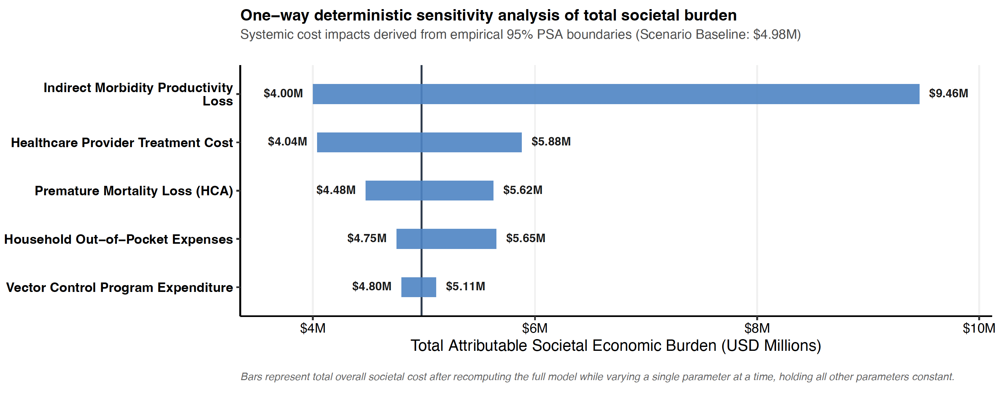 One–way deterministic sensitivity analysis of total societal burden
Systemic cost impacts derived from empirical 95% PSA boundaries (Scenario Baseline: $4.98M)
Indirect Morbidity Productivity
Loss
$4.00M
$9.46M
Healthcare Provider Treatment Cost
$4.04M
$5.88M
Premature Mortality Loss (HCA)
$4.48M
$5.62M
Household Out–of–Pocket Expenses
$4.75M
$5.65M
Vector Control Program Expenditure
$4.80M
$5.11M
$4M
$6M
$8M
$10M
Total Attributable Societal Economic Burden (USD Millions)
Bars represent total overall societal cost after recomputing the full model while varying a single parameter at a time, holding all other parameters constant.